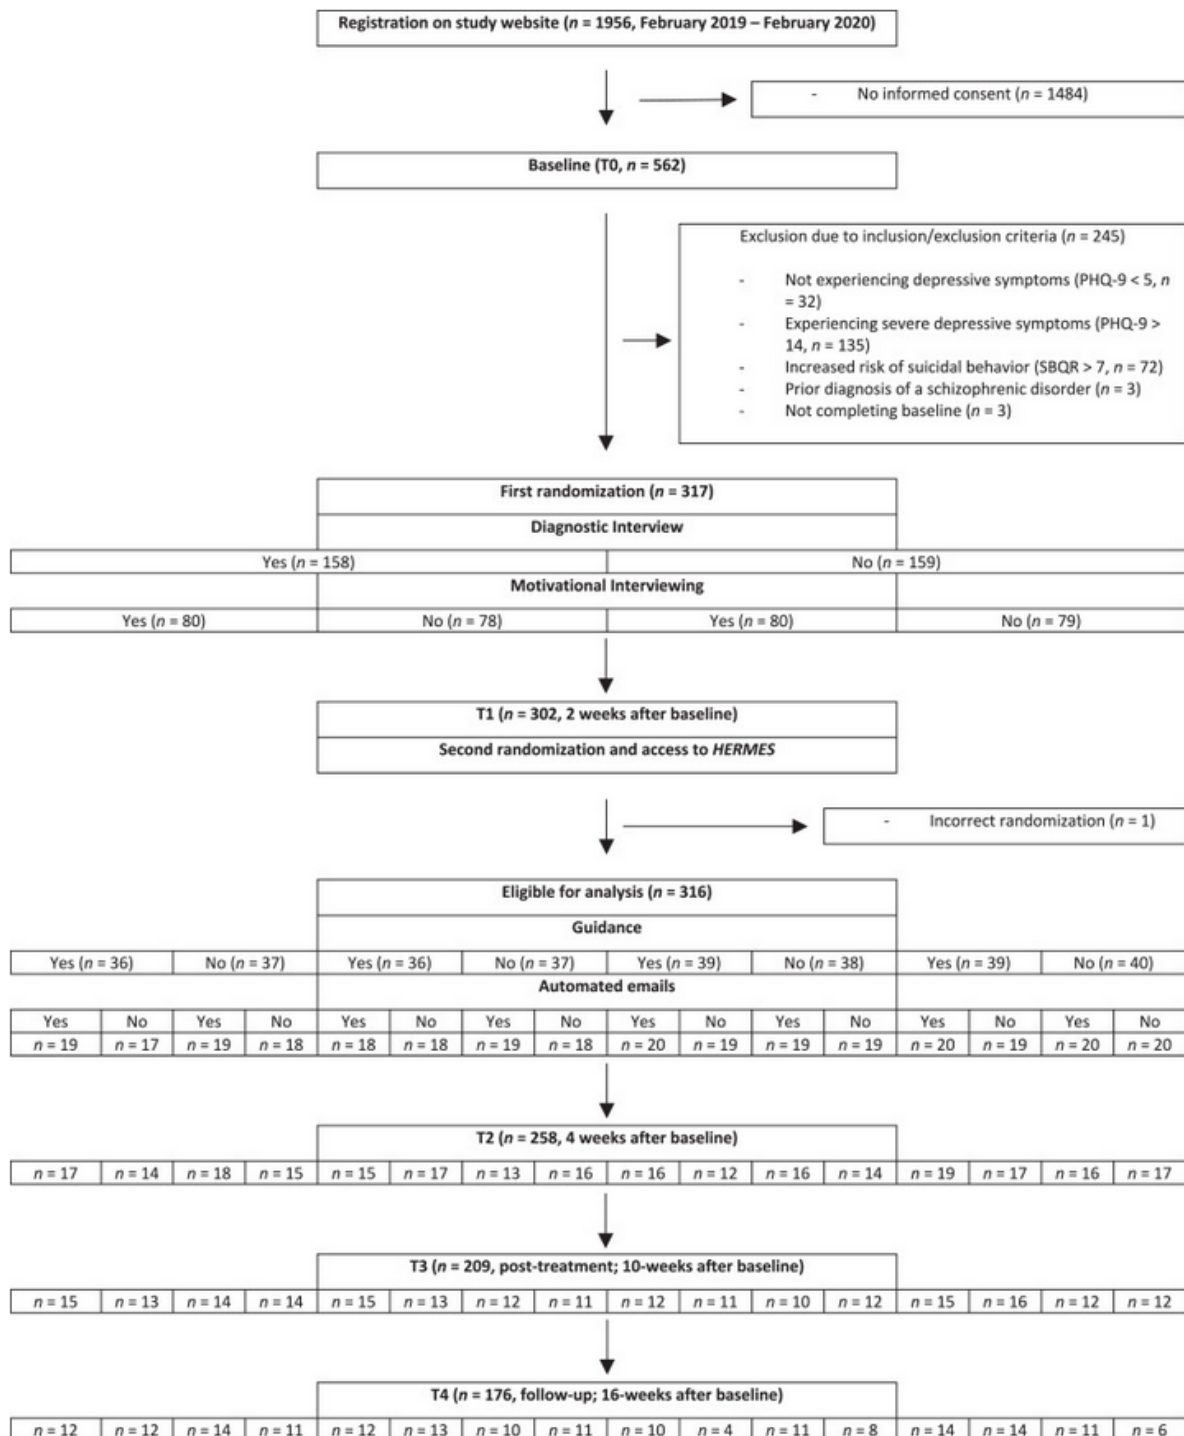 Registration on study website (n = 1956, February 2019 – February 2020)
- No informed consent (n = 1484)
Baseline (T0, n = 562)
Exclusion due to inclusion/exclusion criteria (n = 245)
- Not experiencing depressive symptoms (PHQ-9 < 5, n
= 32)
- Experiencing severe depressive symptoms (PHQ-9 >
14, n = 135)
- Increased risk of suicidal behavior (SBQR > 7, n = 72)
- Prior diagnosis of a schizophrenic disorder (n = 3)
- Not completing baseline (n = 3)
First randomization (n = 317)
Diagnostic Interview
Yes (n = 158) No (n = 159)
Motivational Interviewing
Yes (n = 80) No (n = 78) Yes (n = 80) No (n = 79)
T1 (n = 302, 2 weeks after baseline)
Second randomization and access to HERMES
- Incorrect randomization (n = 1)
Eligible for analysis (n = 316)
Guidance
Yes (n = 36) No (n = 37) Yes (n = 36) No (n = 37) Yes (n = 39) No (n = 38) Yes (n = 39) No (n = 40)
Automated emails
Yes No Yes No Yes No Yes No Yes No Yes No Yes No Yes No
n = 19 n = 17 n = 19 n = 18 n = 18 n = 18 n = 19 n = 18 n = 20 n = 19 n = 19 n = 19 n = 20 n = 19 n = 20 n = 20
T2 (n = 258, 4 weeks after baseline)
n = 17 n = 14 n = 18 n = 15 n = 15 n = 17 n = 13 n = 16 n = 16 n = 12 n = 16 n = 14 n = 19 n = 17 n = 16 n = 17
T3 (n = 209, post-treatment; 10-weeks after baseline)
n = 15 n = 13 n = 14 n = 14 n = 15 n = 13 n = 12 n = 11 n = 12 n = 11 n = 10 n = 12 n = 15 n = 16 n = 12 n = 12
T4 (n = 176, follow-up; 16-weeks after baseline)
n = 12 n = 12 n = 14 n = 11 n = 12 n = 13 n = 10 n = 11 n = 10 n = 4 n = 11 n = 8 n = 14 n = 14 n = 11 n = 6